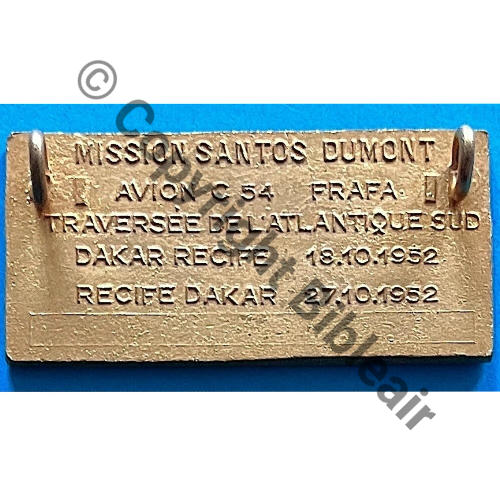 MISSION SANTOS DUMONT
AVION C 54 FRAFA
TRAVERSÉE DE L'ATLANTIQUE SUD
DAKAR RECIFE 18.10.1952
RECIFE DAKAR 27.10.1952
© Copyright Bibleair